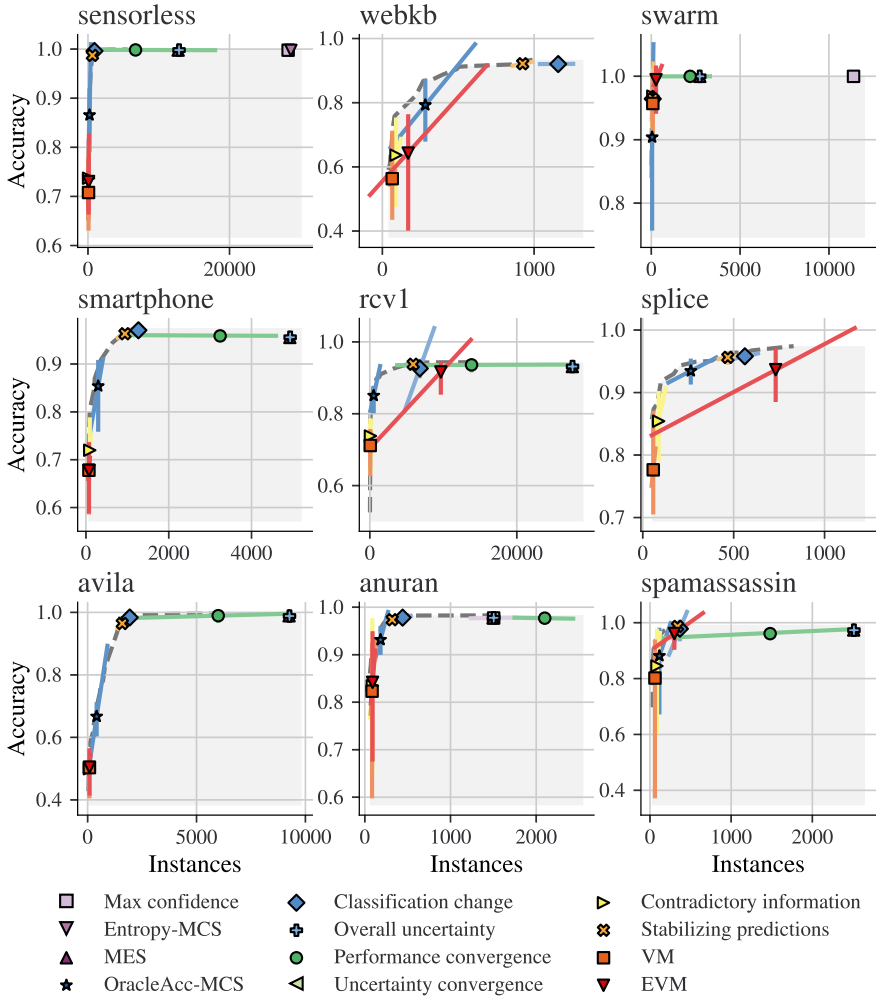 sensorless webkb swarm
Accuracy
1.0
0.9
0.8
0.7
0.6
0 20000
0.8
0.6
0.4
0 1000
1.0
0.9
0.8
0 5000 10000
smartphone rcv1 splice
Accuracy
0.9
0.8
0.7
0.6
0 2000 4000
1.0
0.8
0.6
0 20000
1.0
0.9
0.8
0.7
0 500 1000
avila anuran spamassassin
Accuracy
1.0
0.8
0.6
0.4
0 5000 10000
1.0
0.9
0.8
0.7
0.6
0 1000 2000
1.0
0.8
0.6
0.4
0 1000 2000
Instances Instances Instances
Max confidence Classification change Contradictory information
Entropy-MCS Overall uncertainty Stabilizing predictions
MES Performance convergence VM
OracleAcc-MCS Uncertainty convergence EVM